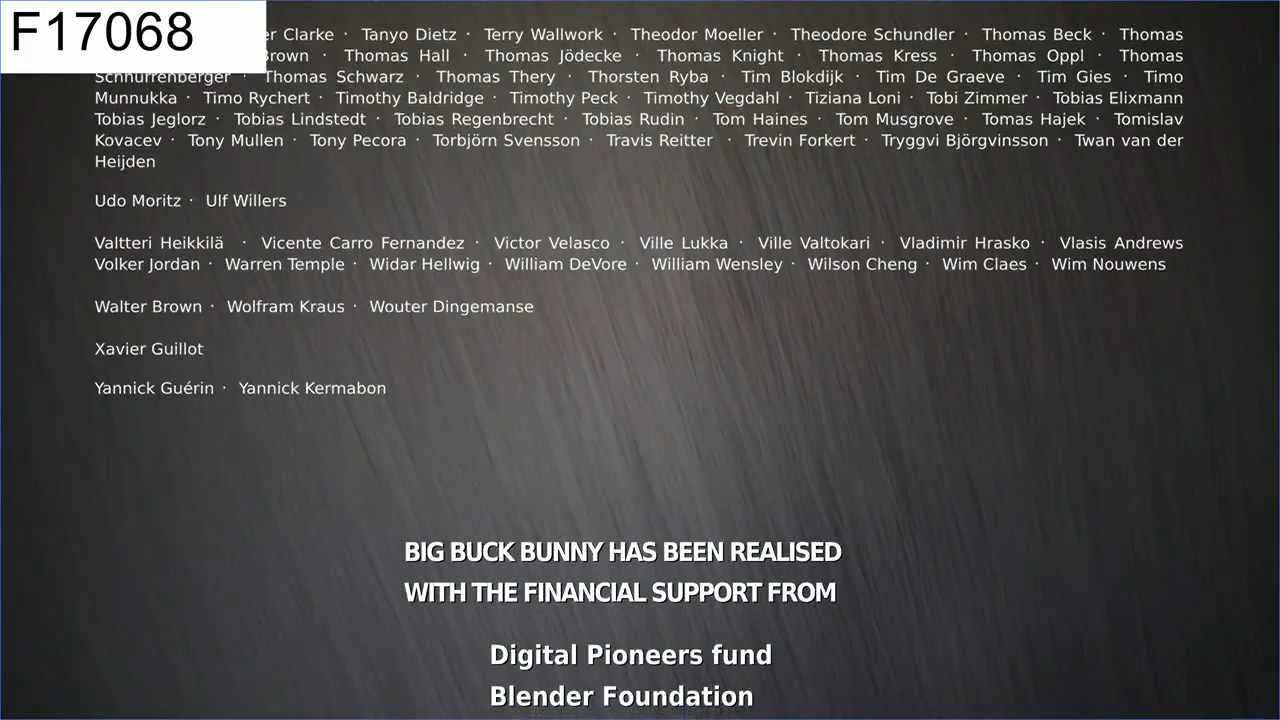 F17068
Clarke · Tanyo Dietz · Terry Wallwork · Theodor Moeller · Theodore Schundler · Thomas Beck · Thomas
Brown · Thomas Hall · Thomas Jödecke · Thomas Knight · Thomas Kress · Thomas Oppl · Thomas
Schnurrenberger · Thomas Schwarz · Thomas Thery · Thorsten Ryba · Tim Blokdijk · Tim De Graeve · Tim Gies · Timo
Munnukka · Timo Rychert · Timothy Baldridge · Timothy Peck · Timothy Vegdahl · Tiziana Loni · Tobi Zimmer · Tobias Elixmann
Tobias Jeglorz · Tobias Lindstedt · Tobias Regenbrecht · Tobias Rudin · Tom Haines · Tom Musgrove · Tomas Hajek · Tomislav
Kovacev · Tony Mullen · Tony Pecora · Torbjörn Svensson · Travis Reitter · Trevin Forkert · Tryggvi Björgvinsson · Twan van der
Heijden
Udo Moritz · Ulf Willers
Valtteri Heikkilä · Vicente Carro Fernandez · Victor Velasco · Ville Lukka · Ville Valtokari · Vladimir Hrasko · Vlasis Andrews
Volker Jordan · Warren Temple · Widar Hellwig · William DeVore · William Wensley · Wilson Cheng · Wim Claes · Wim Nouwens
Walter Brown · Wolfram Kraus · Wouter Dingemanse
Xavier Guillot
Yannick Guérin · Yannick Kermabon
BIG BUCK BUNNY HAS BEEN REALISED
WITH THE FINANCIAL SUPPORT FROM
Digital Pioneers fund
Blender Foundation